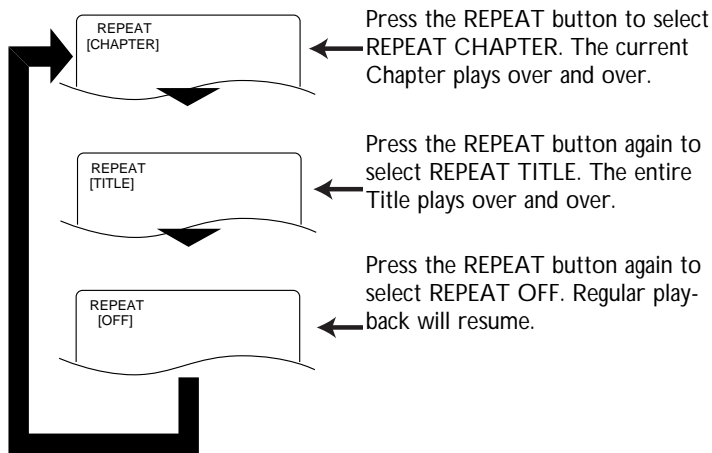 REPEAT
[CHAPTER]
Press the REPEAT button to select
REPEAT CHAPTER. The current
Chapter plays over and over.
REPEAT
[TITLE]
Press the REPEAT button again to
select REPEAT TITLE. The entire
Title plays over and over.
REPEAT
[OFF]
Press the REPEAT button again to
select REPEAT OFF. Regular play-
back will resume.